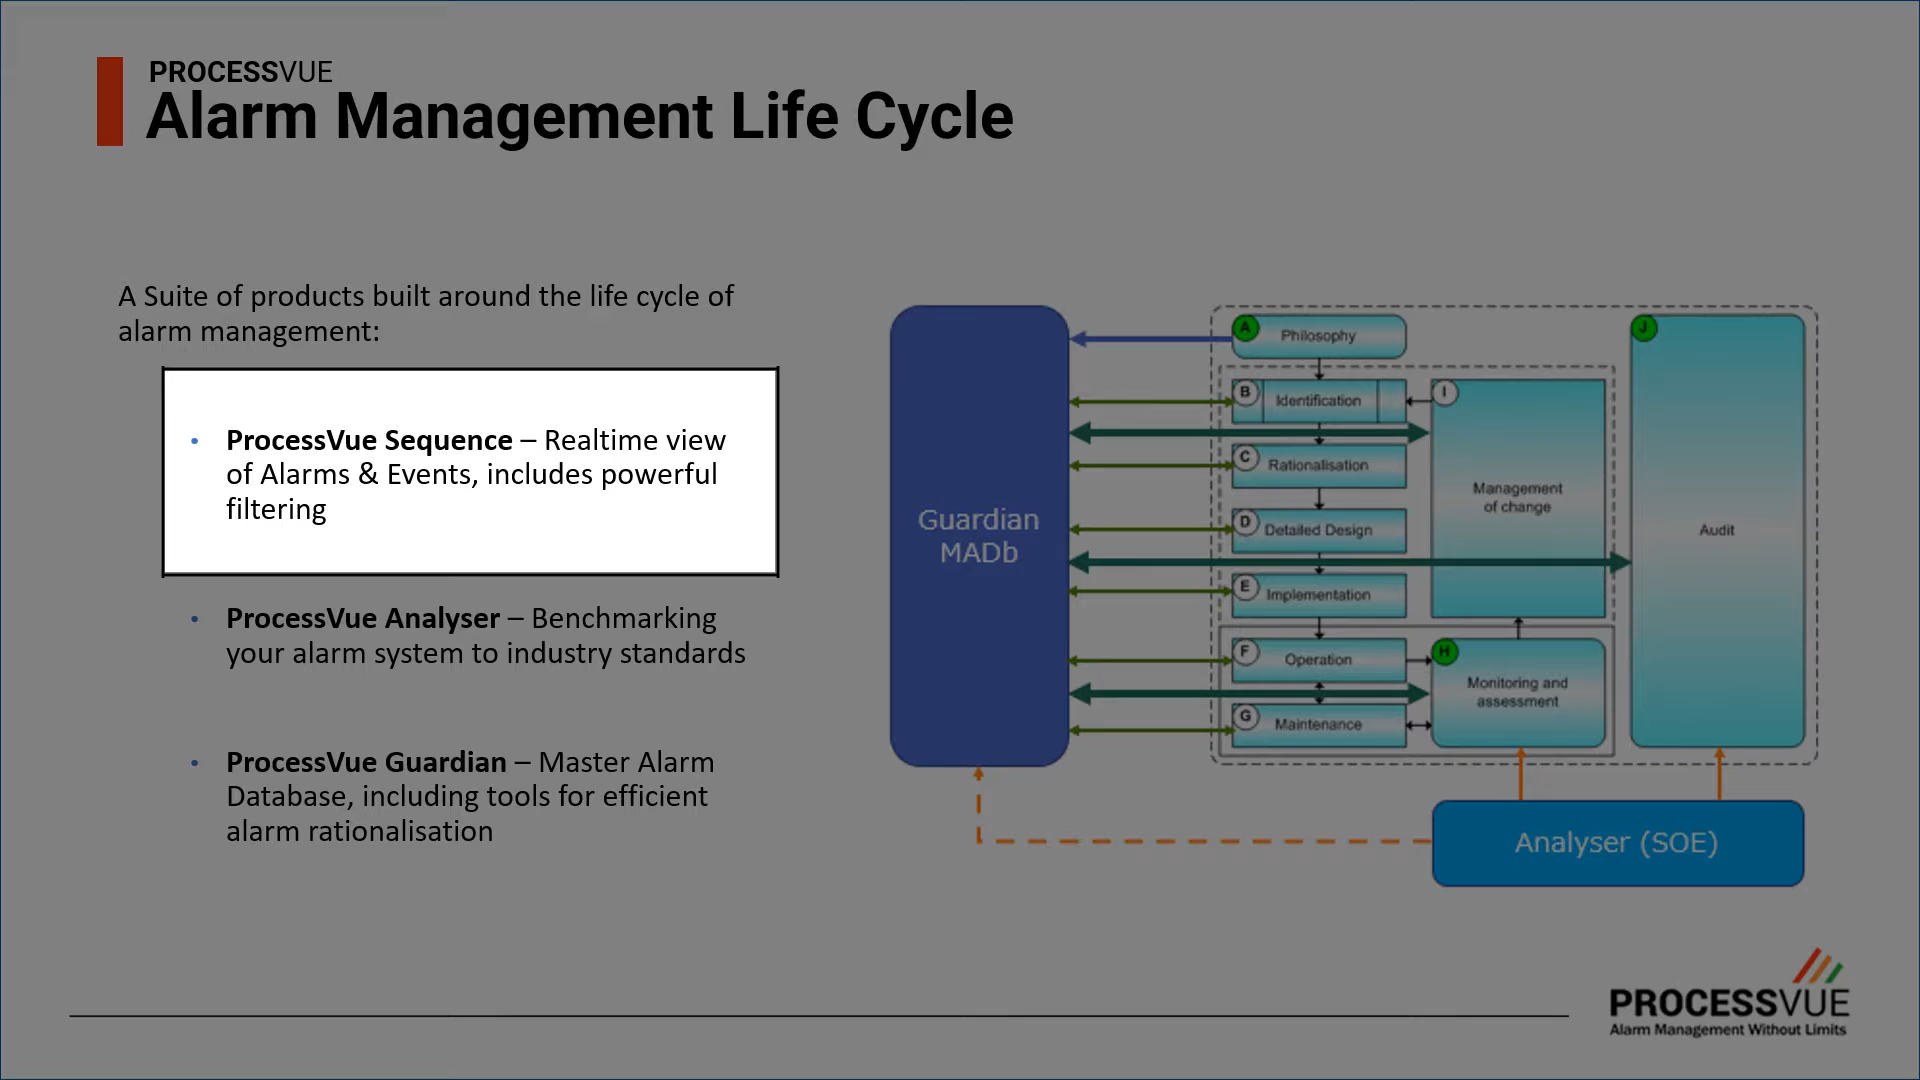 PROCESSVUE
Alarm Management Life Cycle
A Suite of products built around the life cycle of
alarm management:
• ProcessVue Sequence – Realtime view
of Alarms & Events, includes powerful
filtering
• ProcessVue Analyser – Benchmarking
your alarm system to industry standards
• ProcessVue Guardian – Master Alarm
Database, including tools for efficient
alarm rationalisation
Guardian
MADb
A
Philosophy
B
Identification
C
Rationalisation
D
Detailed Design
E
Implementation
F
Operation
G
Maintenance
I
Management
of change
H
Monitoring and
assessment
J
Audit
Analyser (SOE)
PROCESSVUE
Alarm Management Without Limits